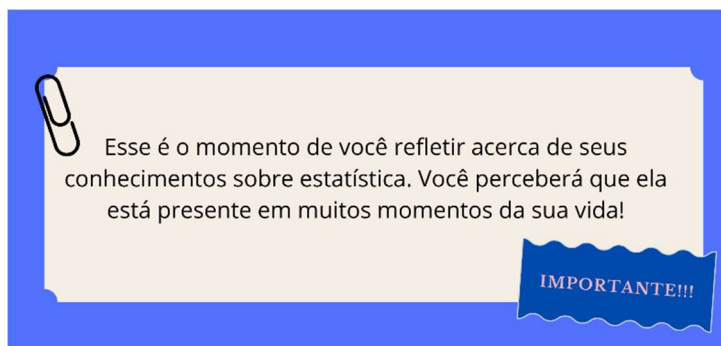 Esse é o momento de você refletir acerca de seus
conhecimentos sobre estatística. Você perceberá que ela
está presente em muitos momentos da sua vida!
IMPORTANTE!!!